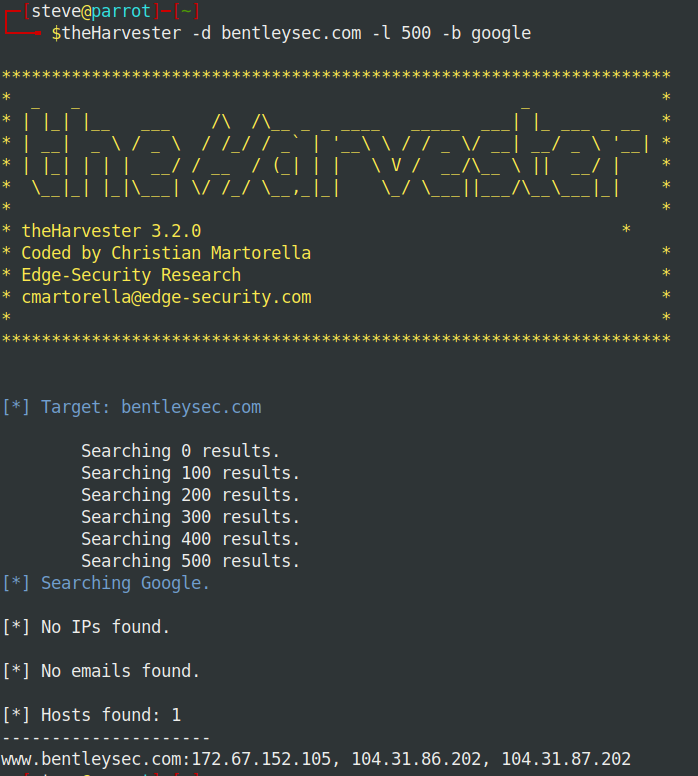 [steve@parrot]─[~]
$theHarvester -d bentleysec.com -l 500 -b google
*******************************************************************
*  _   _                                            _             *
* | |_| |__   ___    /\  /\__ _ _ ____   _____  ___| |_ ___ _ __  *
* | __|  _ \ / _ \  / /_/ / _` | '__\ \ / / _ \/ __| __/ _ \ '__| *
* | |_| | | |  __/ / __  / (_| | |   \ V /  __/\__ \ ||  __/ |    *
*  \__|_| |_|\___| \/ /_/ \__,_|_|    \_/ \___||___/\__\___|_|    *
*                                                                 *
* theHarvester 3.2.0                                          *
* Coded by Christian Martorella                                   *
* Edge-Security Research                                          *
* cmartorella@edge-security.com                                   *
*                                                                 *
*******************************************************************
[*] Target: bentleysec.com
Searching 0 results.
Searching 100 results.
Searching 200 results.
Searching 300 results.
Searching 400 results.
Searching 500 results.
[*] Searching Google.
[*] No IPs found.
[*] No emails found.
[*] Hosts found: 1
---------------------
www.bentleysec.com:172.67.152.105, 104.31.86.202, 104.31.87.202